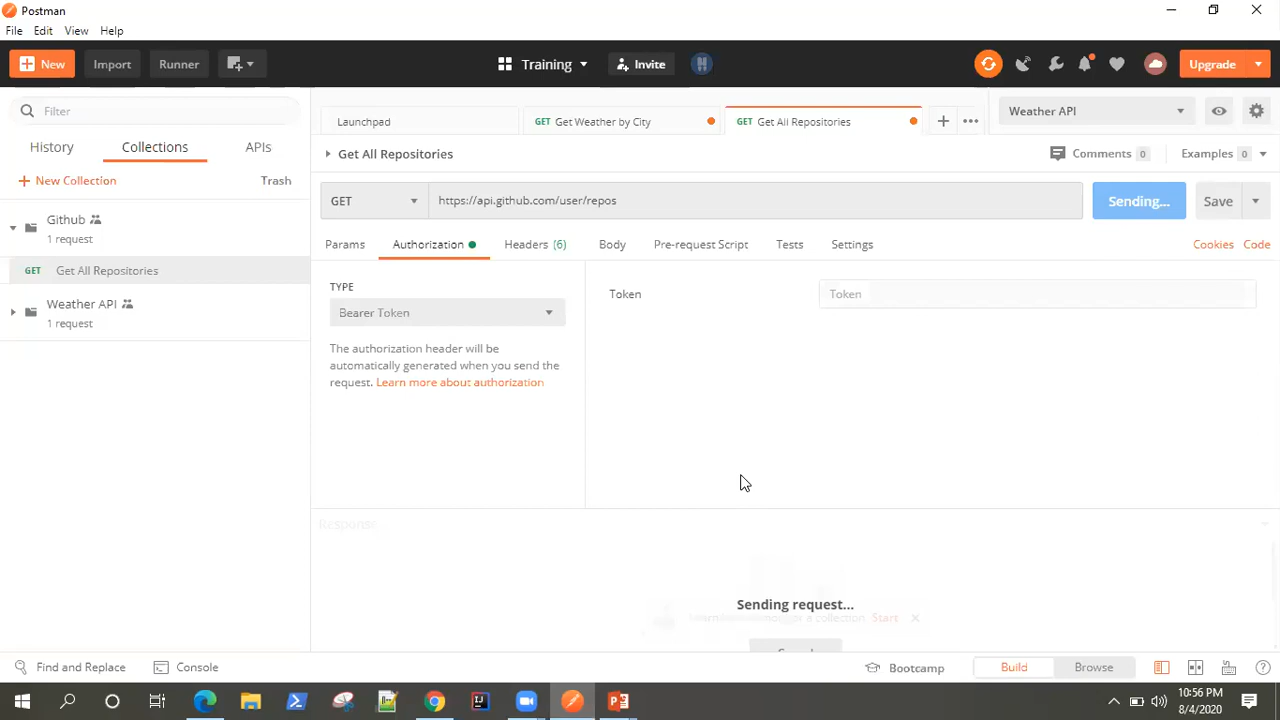 Postman
File Edit View Help
New Import Runner Training Invite Upgrade
Filter
Launchpad GET Get Weather by City GET Get All Repositories Weather API
History Collections APIs
Get All Repositories Comments 0 Examples 0
New Collection Trash
GET https://api.github.com/user/repos Sending... Save
Github
1 request
Params Authorization Headers (6) Body Pre-request Script Tests Settings Cookies Code
GET Get All Repositories
Weather API
1 request
TYPE
Bearer Token
Token Token
The authorization header will be
automatically generated when you send the
request. Learn more about authorization
Response
Sending request...
for a collection. Start
Find and Replace Console Bootcamp Build Browse
10:56 PM
8/4/2020